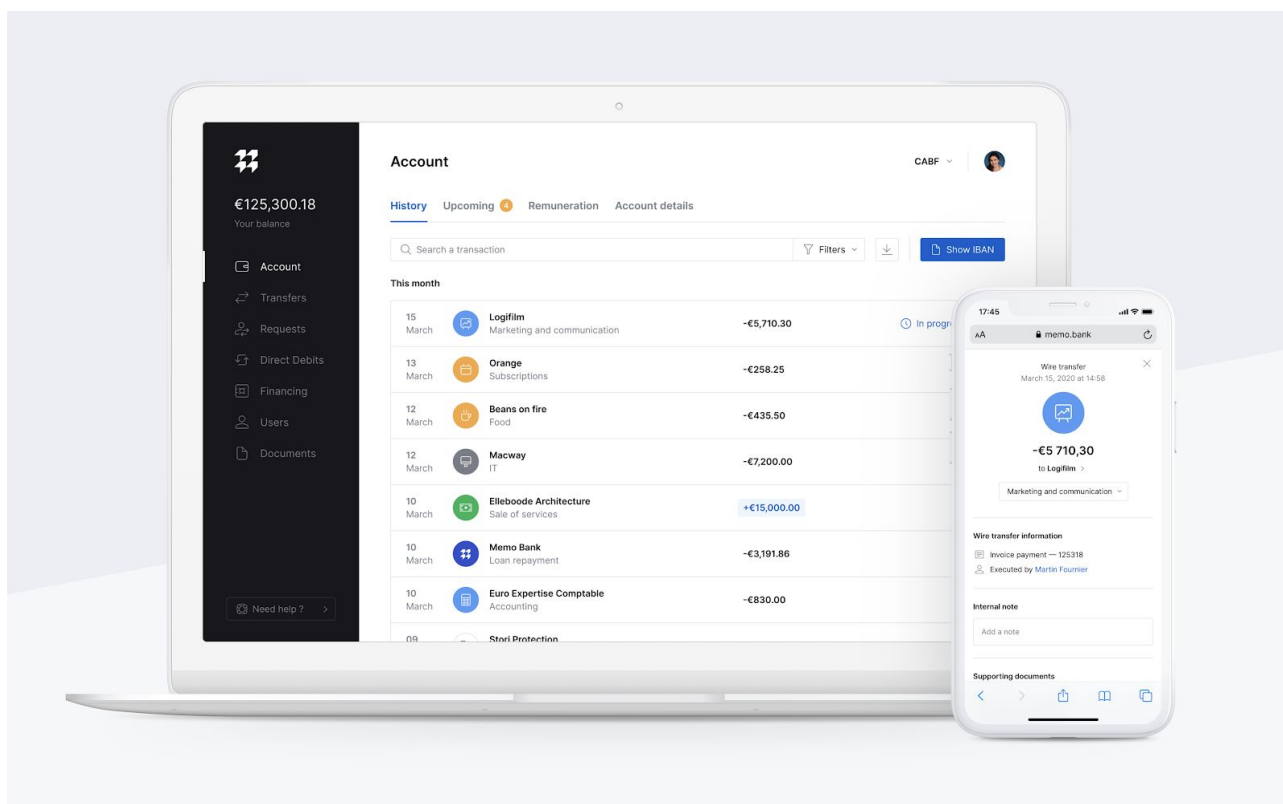 €125,300.18
Your balance
Account
Transfers
Requests
Direct Debits
Financing
Users
Documents
Need help ?
Account
CABF
History Upcoming 4 Remuneration Account details
Search a transaction
Filters
Show IBAN
This month
15 March Logifilm Marketing and communication -€5,710.30 In progr
13 March Orange Subscriptions -€258.25
12 March Beans on fire Food -€435.50
12 March Macway IT -€7,200.00
10 March Elleboode Architecture Sale of services +€15,000.00
10 March Memo Bank Loan repayment -€3,191.86
10 March Euro Expertise Comptable Accounting -€830.00
09 Stori Protection
17:45
AA memo.bank
Wire transfer
March 15, 2020 at 14:58
-€5 710,30
to Logifilm
Marketing and communication
Wire transfer information
Invoice payment — 125318
Executed by Martin Fournier
Internal note
Add a note
Supporting documents